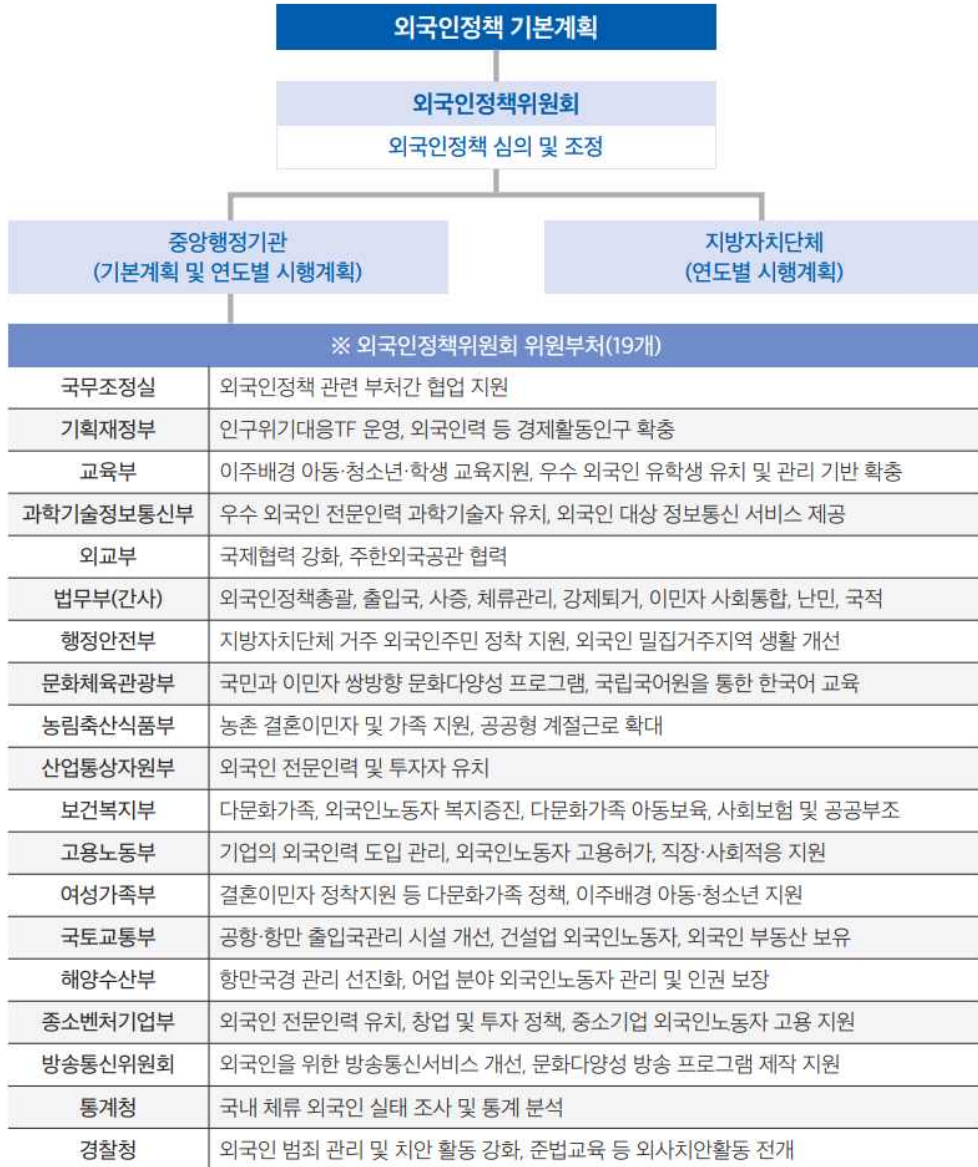 외국인정책 기본계획
외국인정책위원회
외국인정책 심의 및 조정
중앙행정기관
(기본계획 및 연도별 시행계획)
지방자치단체
(연도별 시행계획)
※ 외국인정책위원회 위원부처(19개)
국무조정실 외국인정책 관련 부처간 협업 지원
기획재정부 인구위기대응TF 운영, 외국인력 등 경제활동인구 확충
교육부 이주배경 아동·청소년·학생 교육지원, 우수 외국인 유학생 유치 및 관리 기반 확충
과학기술정보통신부 우수 외국인 전문인력 과학기술자 유치, 외국인 대상 정보통신 서비스 제공
외교부 국제협력 강화, 주한외국공관 협력
법무부(간사) 외국인정책총괄, 출입국, 사증, 체류관리, 강제퇴거, 이민자 사회통합, 난민, 국적
행정안전부 지방자치단체 거주 외국인주민 정착 지원, 외국인 밀집거주지역 생활 개선
문화체육관광부 국민과 이민자 쌍방향 문화다양성 프로그램, 국립국어원을 통한 한국어 교육
농림축산식품부 농촌 결혼이민자 및 가족 지원, 공공형 계절근로 확대
산업통상자원부 외국인 전문인력 및 투자자 유치
보건복지부 다문화가족, 외국인노동자 복지증진, 다문화가족 아동보육, 사회보험 및 공공부조
고용노동부 기업의 외국인력 도입 관리, 외국인노동자 고용허가, 직장·사회적응 지원
여성가족부 결혼이민자 정착지원 등 다문화가족 정책, 이주배경 아동·청소년 지원
국토교통부 공항·항만 출입국관리 시설 개선, 건설업 외국인노동자, 외국인 부동산 보유
해양수산부 항만국경 관리 선진화, 어업 분야 외국인노동자 관리 및 인권 보장
종소벤처기업부 외국인 전문인력 유치, 창업 및 투자 정책, 중소기업 외국인노동자 고용 지원
방송통신위원회 외국인을 위한 방송통신서비스 개선, 문화다양성 방송 프로그램 제작 지원
통계청 국내 체류 외국인 실태 조사 및 통계 분석
경찰청 외국인 범죄 관리 및 치안 활동 강화, 준법교육 등 외사치안활동 전개